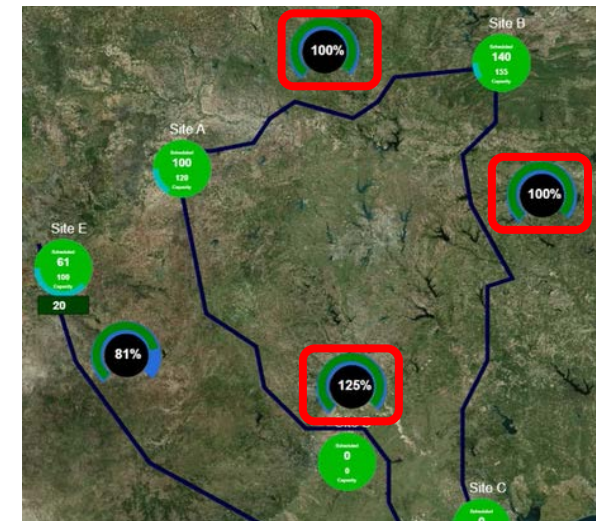 Site B
100%
Scheduled
140
135
Capacity
Site A
Scheduled
100
120
100%
Site E
Scheduled
61
100
Capacity
20
81%
125%
Scheduled
0
0
Capacity
Site C